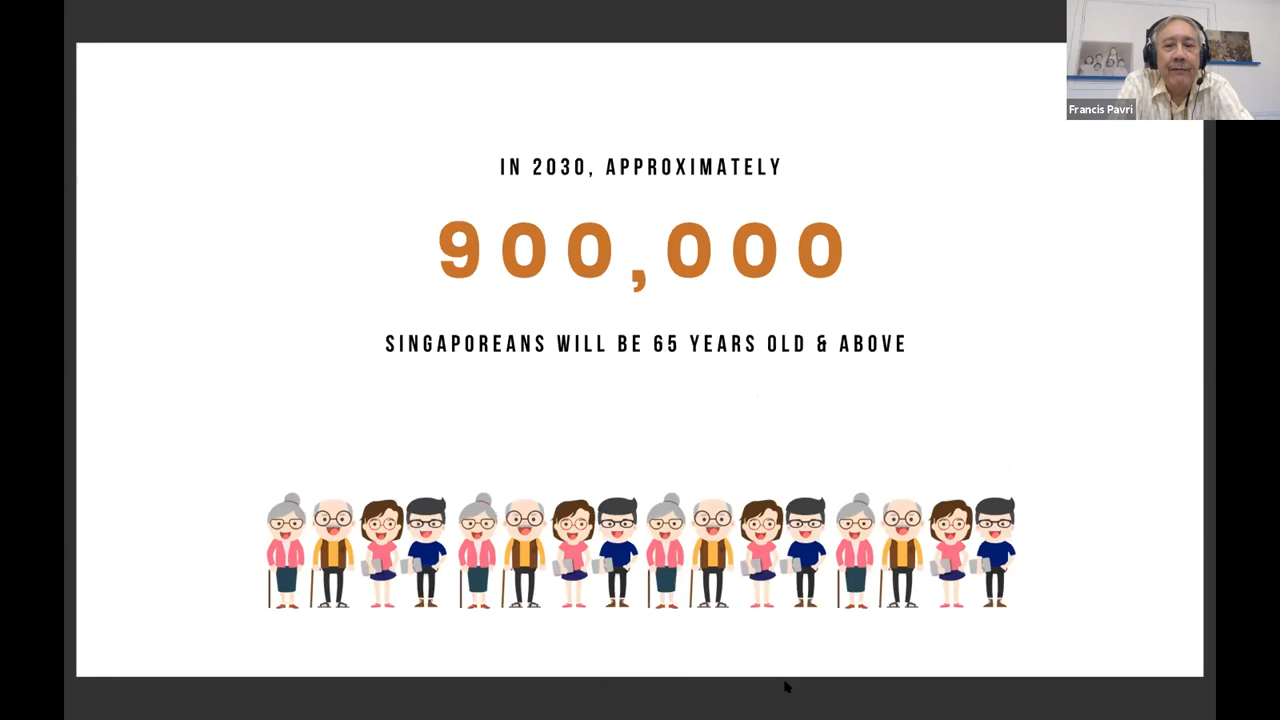 IN 2030, APPROXIMATELY
900,000
SINGAPOREANS WILL BE 65 YEARS OLD & ABOVE
Francis Pavri